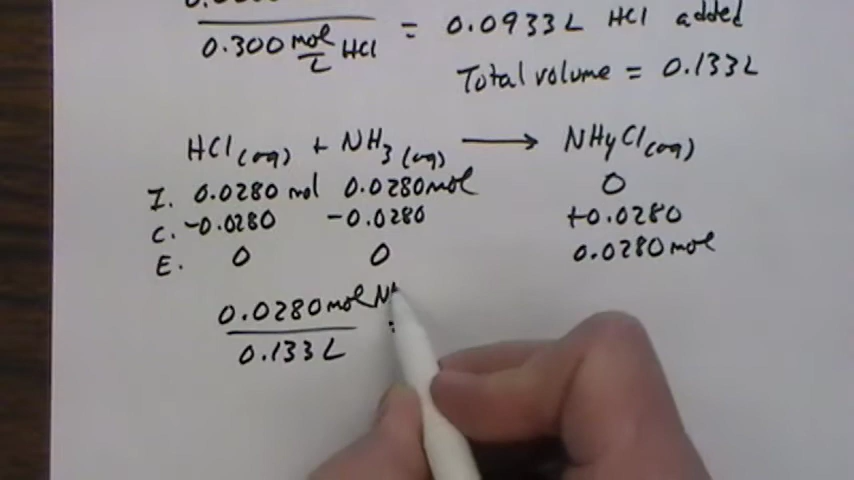 0.300 mol/L HCl = 0.0933 L HCl added
Total volume = 0.133 L
HCl(aq) + NH3(aq) → NH4Cl(aq)
I. 0.0280 mol 0.0280 mol 0
C. -0.0280 -0.0280 +0.0280
E. 0 0 0.0280 mol
0.0280 mol
0.133 L